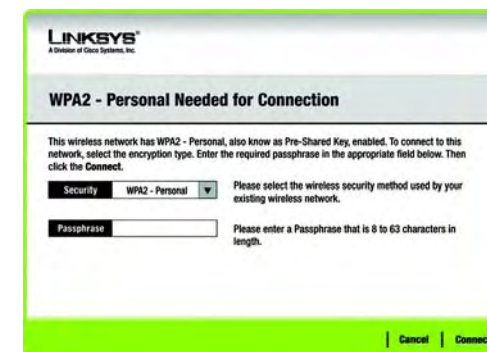 LINKSYS®
A Division of Cisco Systems, Inc.
WPA2 - Personal Needed for Connection
This wireless network has WPA2 - Personal, also know as Pre-Shared Key, enabled. To connect to this
network, select the encryption type. Enter the required passphrase in the appropriate field below. Then
click the Connect.
Security WPA2 - Personal Please select the wireless security method used by your
existing wireless network.
Passphrase Please enter a Passphrase that is 8 to 63 characters in
length.
Cancel Connec